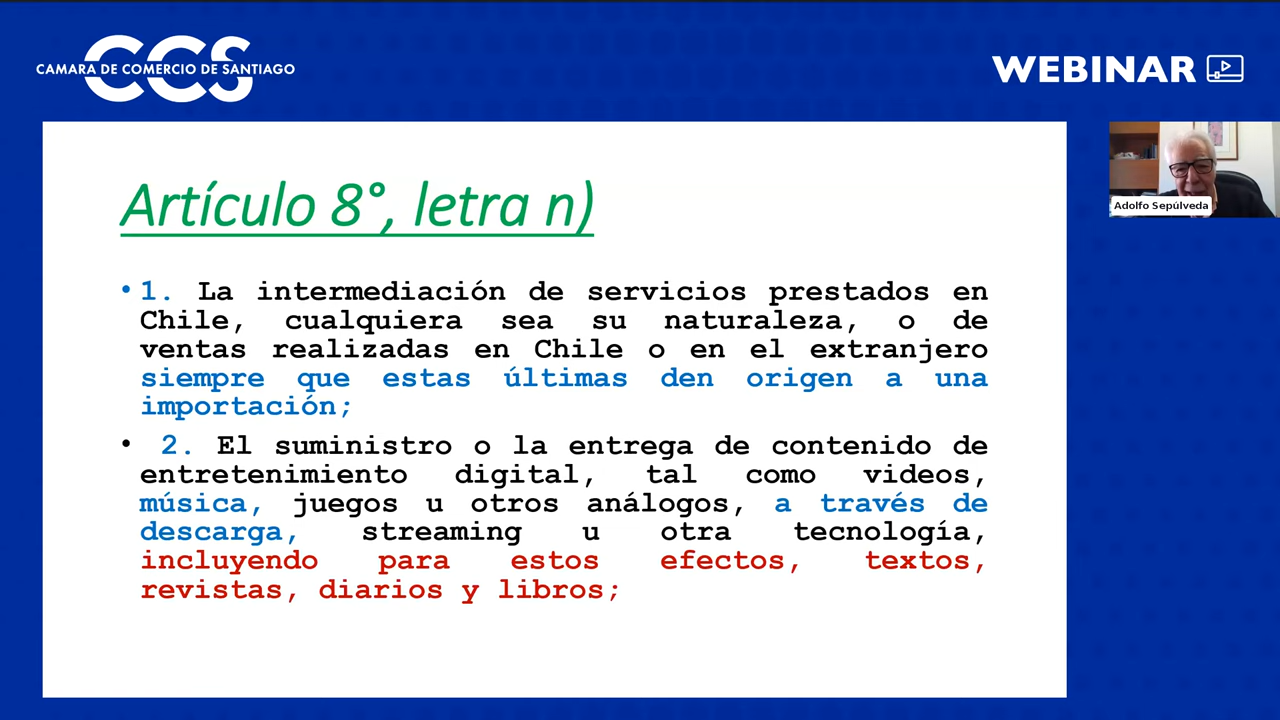 CCS
CAMARA DE COMERCIO DE SANTIAGO
WEBINAR
Artículo 8°, letra n)
• 1. La intermediación de servicios prestados en
Chile, cualquiera sea su naturaleza, o de
ventas realizadas en Chile o en el extranjero
siempre que estas últimas den origen a una
importación;
• 2. El suministro o la entrega de contenido de
entretenimiento digital, tal como videos,
música, juegos u otros análogos, a través de
descarga, streaming u otra tecnología,
incluyendo para estos efectos, textos,
revistas, diarios y libros;
Adolfo Sepúlveda